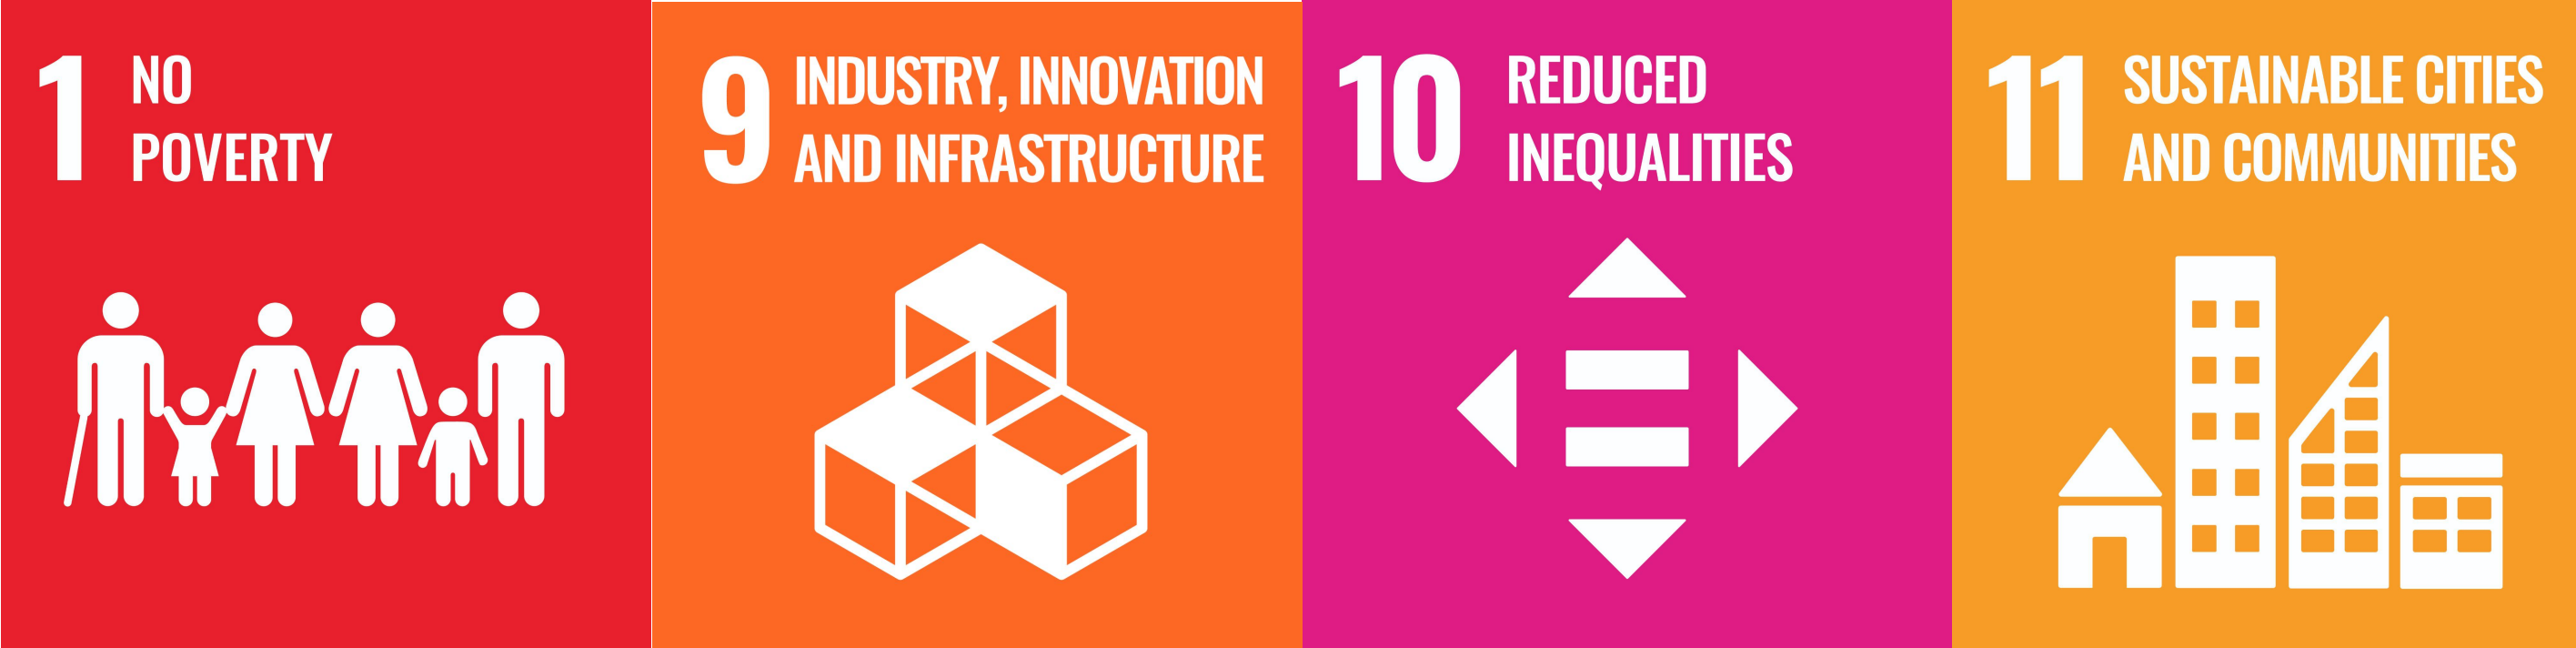 1 NO
POVERTY
9 INDUSTRY, INNOVATION
AND INFRASTRUCTURE
10 REDUCED
INEQUALITIES
11 SUSTAINABLE CITIES
AND COMMUNITIES